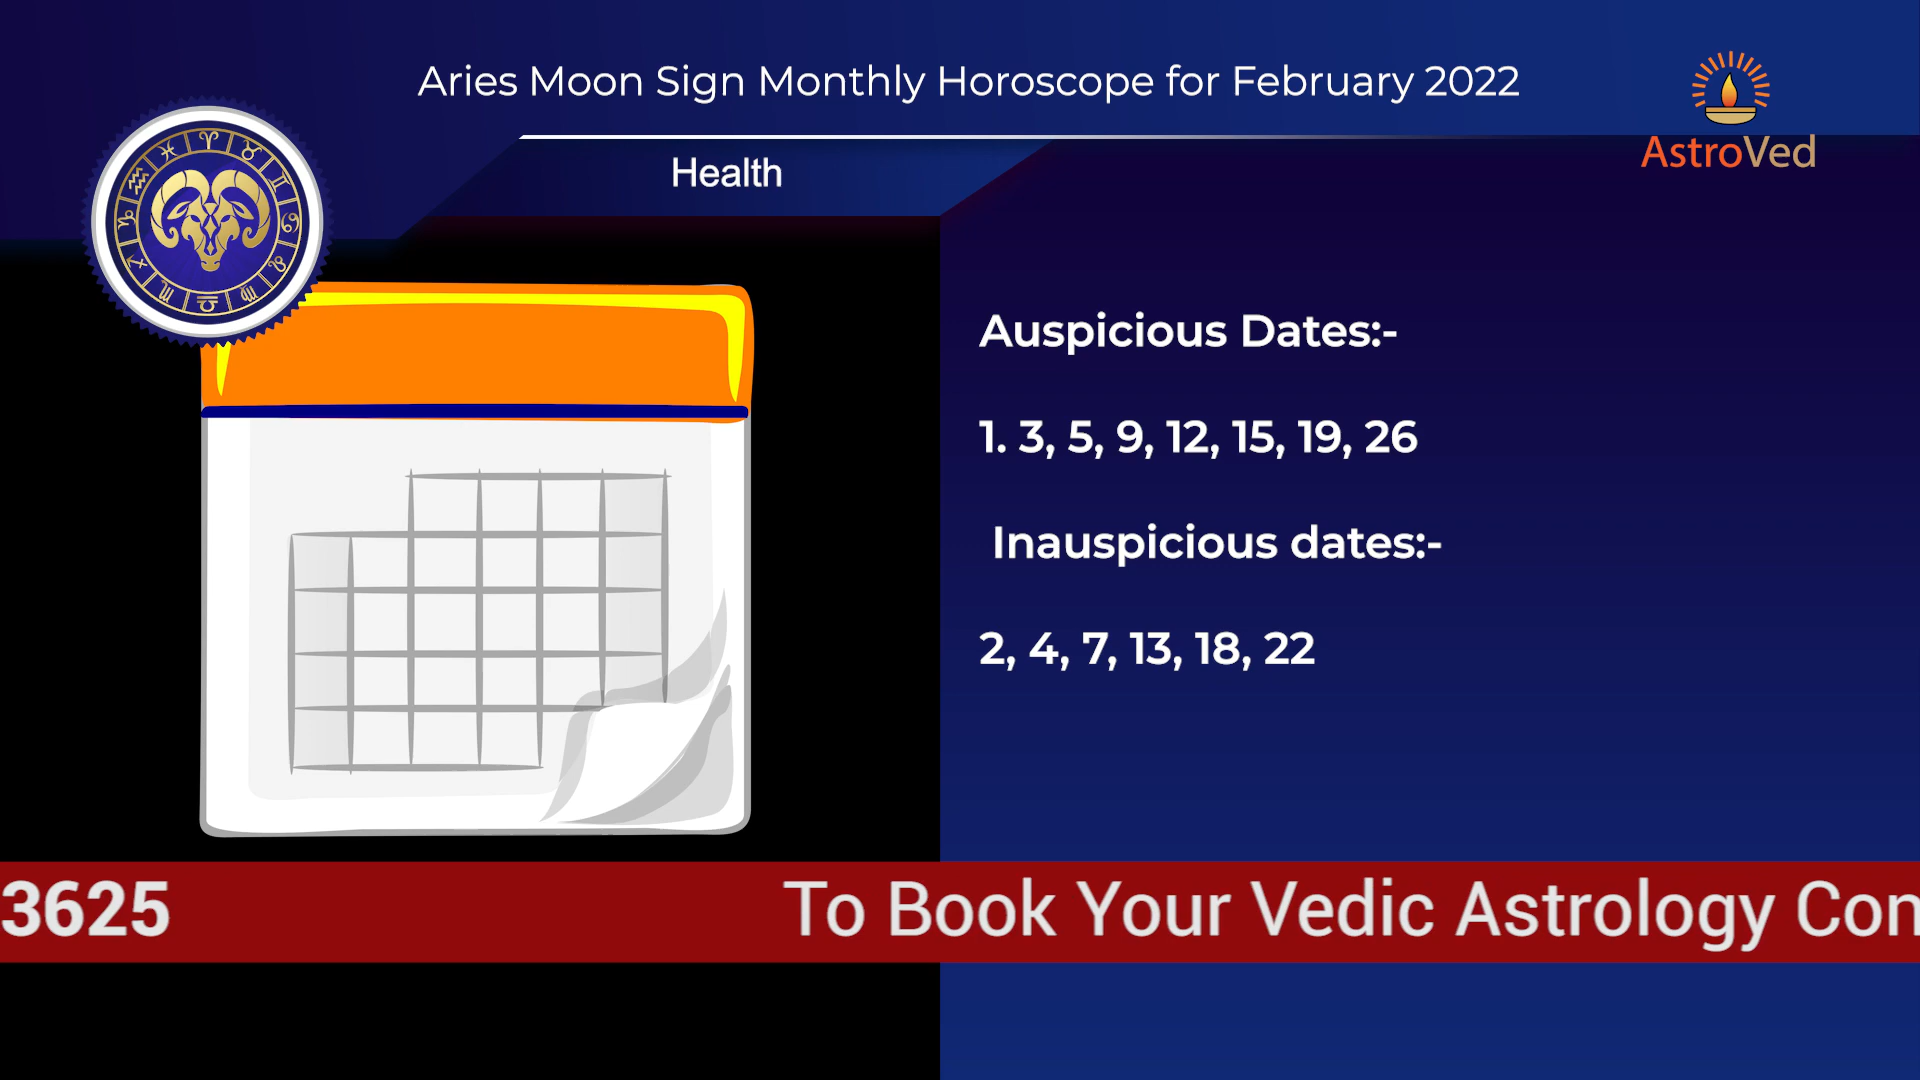 Aries Moon Sign Monthly Horoscope for February 2022
AstroVed
Health
Auspicious Dates:-
1. 3, 5, 9, 12, 15, 19, 26
Inauspicious dates:-
2, 4, 7, 13, 18, 22
3625 To Book Your Vedic Astrology Con